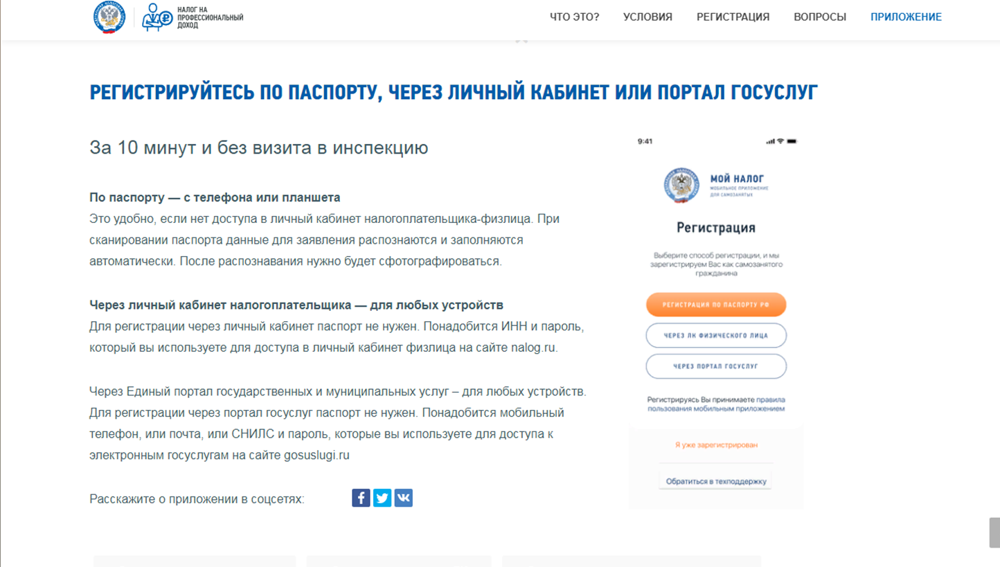 НАЛОГ НА
ПРОФЕССИОНАЛЬНЫЙ
ДОХОД
ЧТО ЭТО?
УСЛОВИЯ
РЕГИСТРАЦИЯ
ВОПРОСЫ
ПРИЛОЖЕНИЕ
РЕГИСТРИРУЙТЕСЬ ПО ПАСПОРТУ, ЧЕРЕЗ ЛИЧНЫЙ КАБИНЕТ ИЛИ ПОРТАЛ ГОСУСЛУГ
За 10 минут и без визита в инспекцию
По паспорту — с телефона или планшета
Это удобно, если нет доступа в личный кабинет налогоплательщика-физлица. При
сканировании паспорта данные для заявления распознаются и заполняются
автоматически. После распознавания нужно будет сфотографироваться.
Через личный кабинет налогоплательщика — для любых устройств
Для регистрации через личный кабинет паспорт не нужен. Понадобится ИНН и пароль,
который вы используете для доступа в личный кабинет физлица на сайте nalog.ru.
Через Единый портал государственных и муниципальных услуг – для любых устройств.
Для регистрации через портал госуслуг паспорт не нужен. Понадобится мобильный
телефон, или почта, или СНИЛС и пароль, которые вы используете для доступа к
электронным госуслугам на сайте gosuslugi.ru
Расскажите о приложении в соцсетях:
9:41
МОЙ НАЛОГ
МОБИЛЬНОЕ ПРИЛОЖЕНИЕ
ДЛЯ САМОЗАНЯТЫХ
Регистрация
Выберите способ регистрации, и мы
зарегистрируем Вас как самозанятого
гражданина
РЕГИСТРАЦИЯ ПО ПАСПОРТУ РФ
ЧЕРЕЗ ЛК ФИЗИЧЕСКОГО ЛИЦА
ЧЕРЕЗ ПОРТАЛ ГОСУСЛУГ
Регистрируясь Вы принимаете правила
пользования мобильным приложением
Я уже зарегистрирован
Обратиться в техподдержку